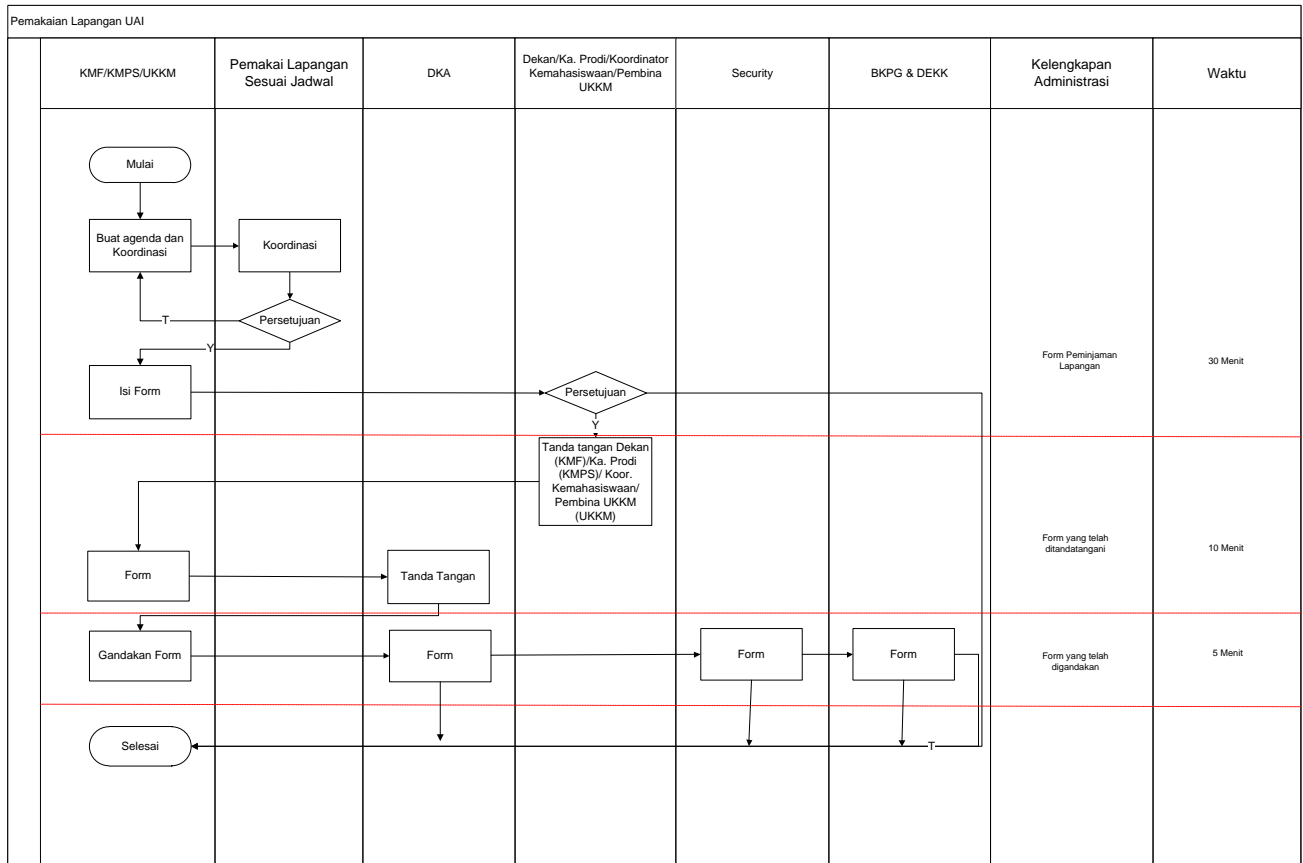 Pemakaian Lapangan UAI
KMF/KMPS/UKKM
Pemakai Lapangan
Sesuai Jadwal
DKA
Dekan/Ka. Prodi/Koordinator
Kemahasiswaan/Pembina
UKKM
Security
BKPG & DEKK
Kelengkapan
Administrasi
Waktu
Mulai
Buat agenda dan
Koordinasi
Koordinasi
Persetujuan
T
Y
Isi Form
Persetujuan
Y
Form Peminjaman
Lapangan
30 Menit
Tanda tangan Dekan
(KMF)/Ka. Prodi
(KMPS)/ Koor.
Kemahasiswaan/
Pembina UKKM
(UKKM)
Form
Tanda Tangan
Form yang telah
ditandatangani
10 Menit
Gandakan Form
Form
Form
Form
Form yang telah
digandakan
5 Menit
Selesai
T